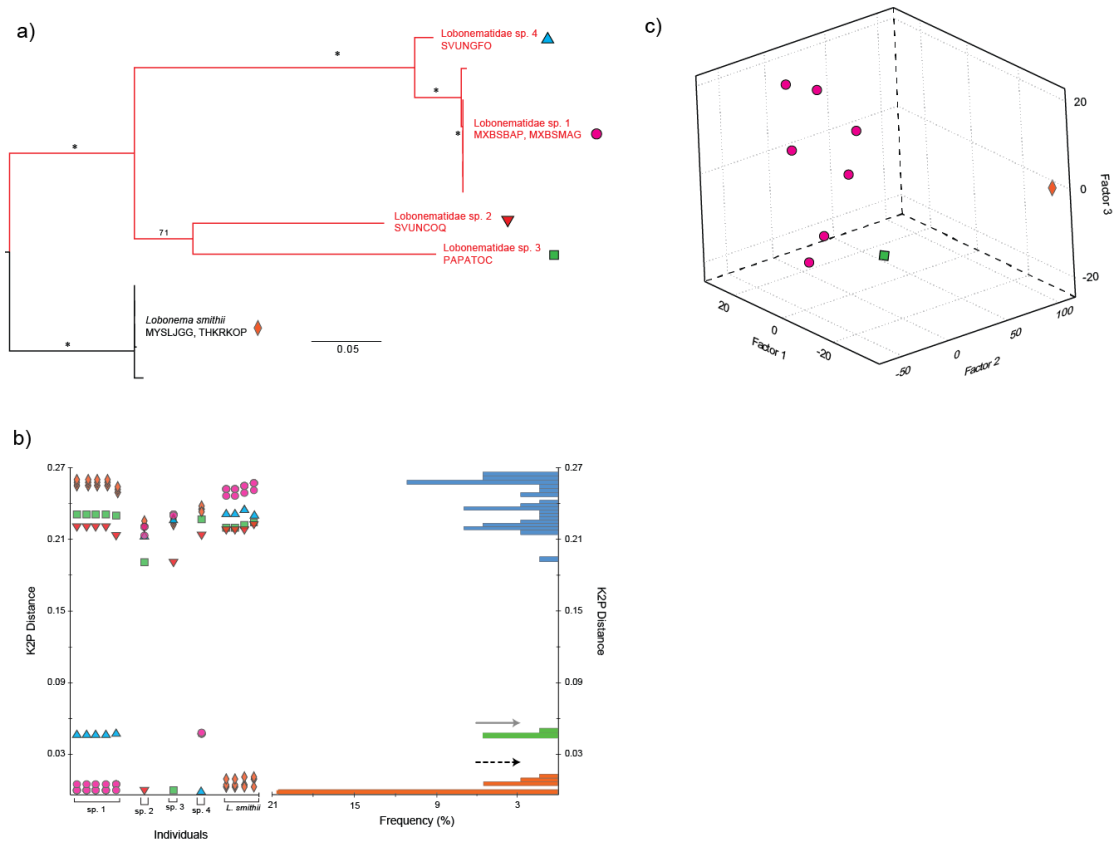 a)
*
Lobonematidae sp. 4
SVUNGFO
*
*
Lobonematidae sp. 1
MXBSBAP, MXBSMAG
*
Lobonematidae sp. 2
SVUNCOQ
71
Lobonematidae sp. 3
PAPATOC
Lobonema smithii
MYSLJGG, THKRKOP
*
0.05
c)
20
0
-20
Factor 3
20
0
-20
Factor 1
-50
0
50
100
Factor 2
b)
0.27
0.21
0.15
0.09
0.03
K2P Distance
sp. 1
sp. 2
sp. 3
sp. 4
L. smithii
Individuals
21
15
9
3
Frequency (%)
0.27
0.21
0.15
0.09
0.03
K2P Distance